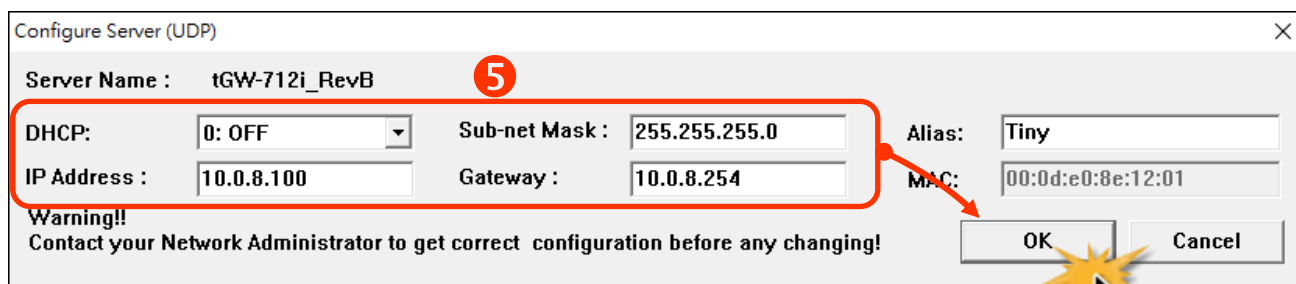 Configure Server (UDP)
Server Name : tGW-712i_RevB 5
DHCP: 0: OFF Sub-net Mask : 255.255.255.0 Alias: Tiny
IP Address : 10.0.8.100 Gateway : 10.0.8.254 MAC: 00:0d:e0:8e:12:01
Warning!!
Contact your Network Administrator to get correct configuration before any changing! OK Cancel